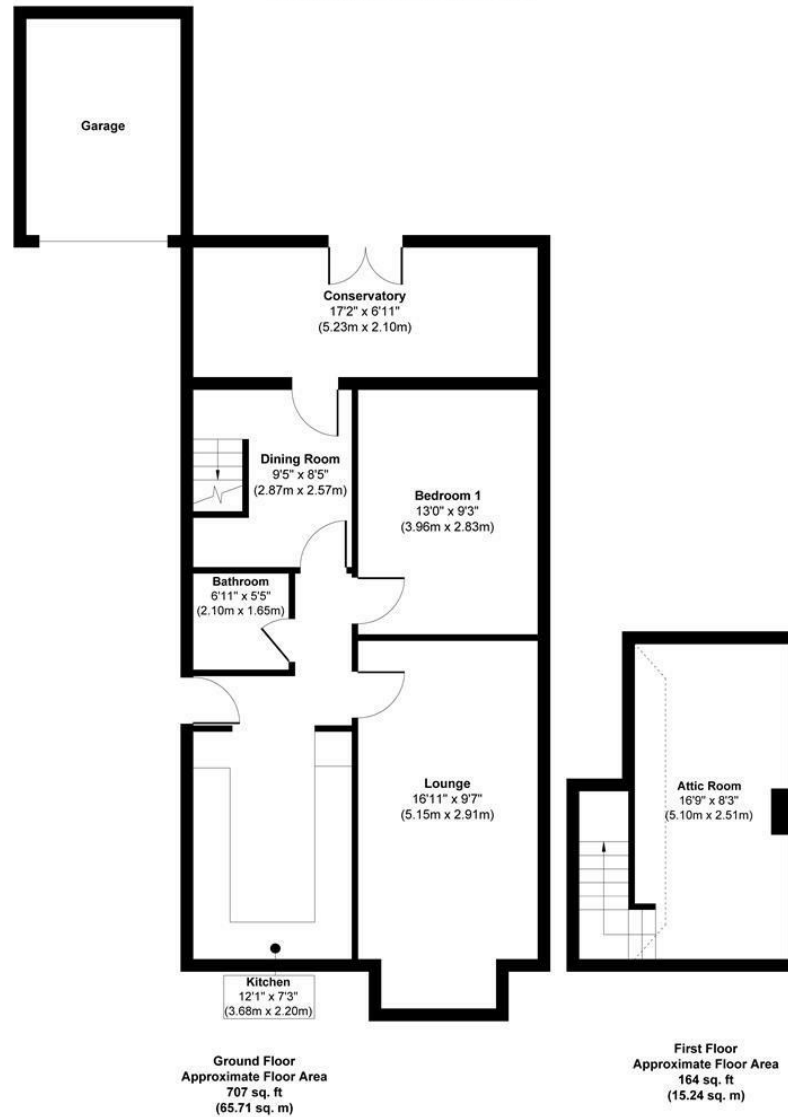 Garage
Conservatory
17'2" x 6'11"
(5.23m x 2.10m)
Dining Room
9'5" x 8'5"
(2.87m x 2.57m)
Bedroom 1
13'0" x 9'3"
(3.96m x 2.83m)
Bathroom
6'11" x 5'5"
(2.10m x 1.65m)
Lounge
16'11" x 9'7"
(5.15m x 2.91m)
Attic Room
16'9" x 8'3"
(5.10m x 2.51m)
Kitchen
12'1" x 7'3"
(3.68m x 2.20m)
Ground Floor
Approximate Floor Area
707 sq. ft
(65.71 sq. m)
First Floor
Approximate Floor Area
164 sq. ft
(15.24 sq. m)